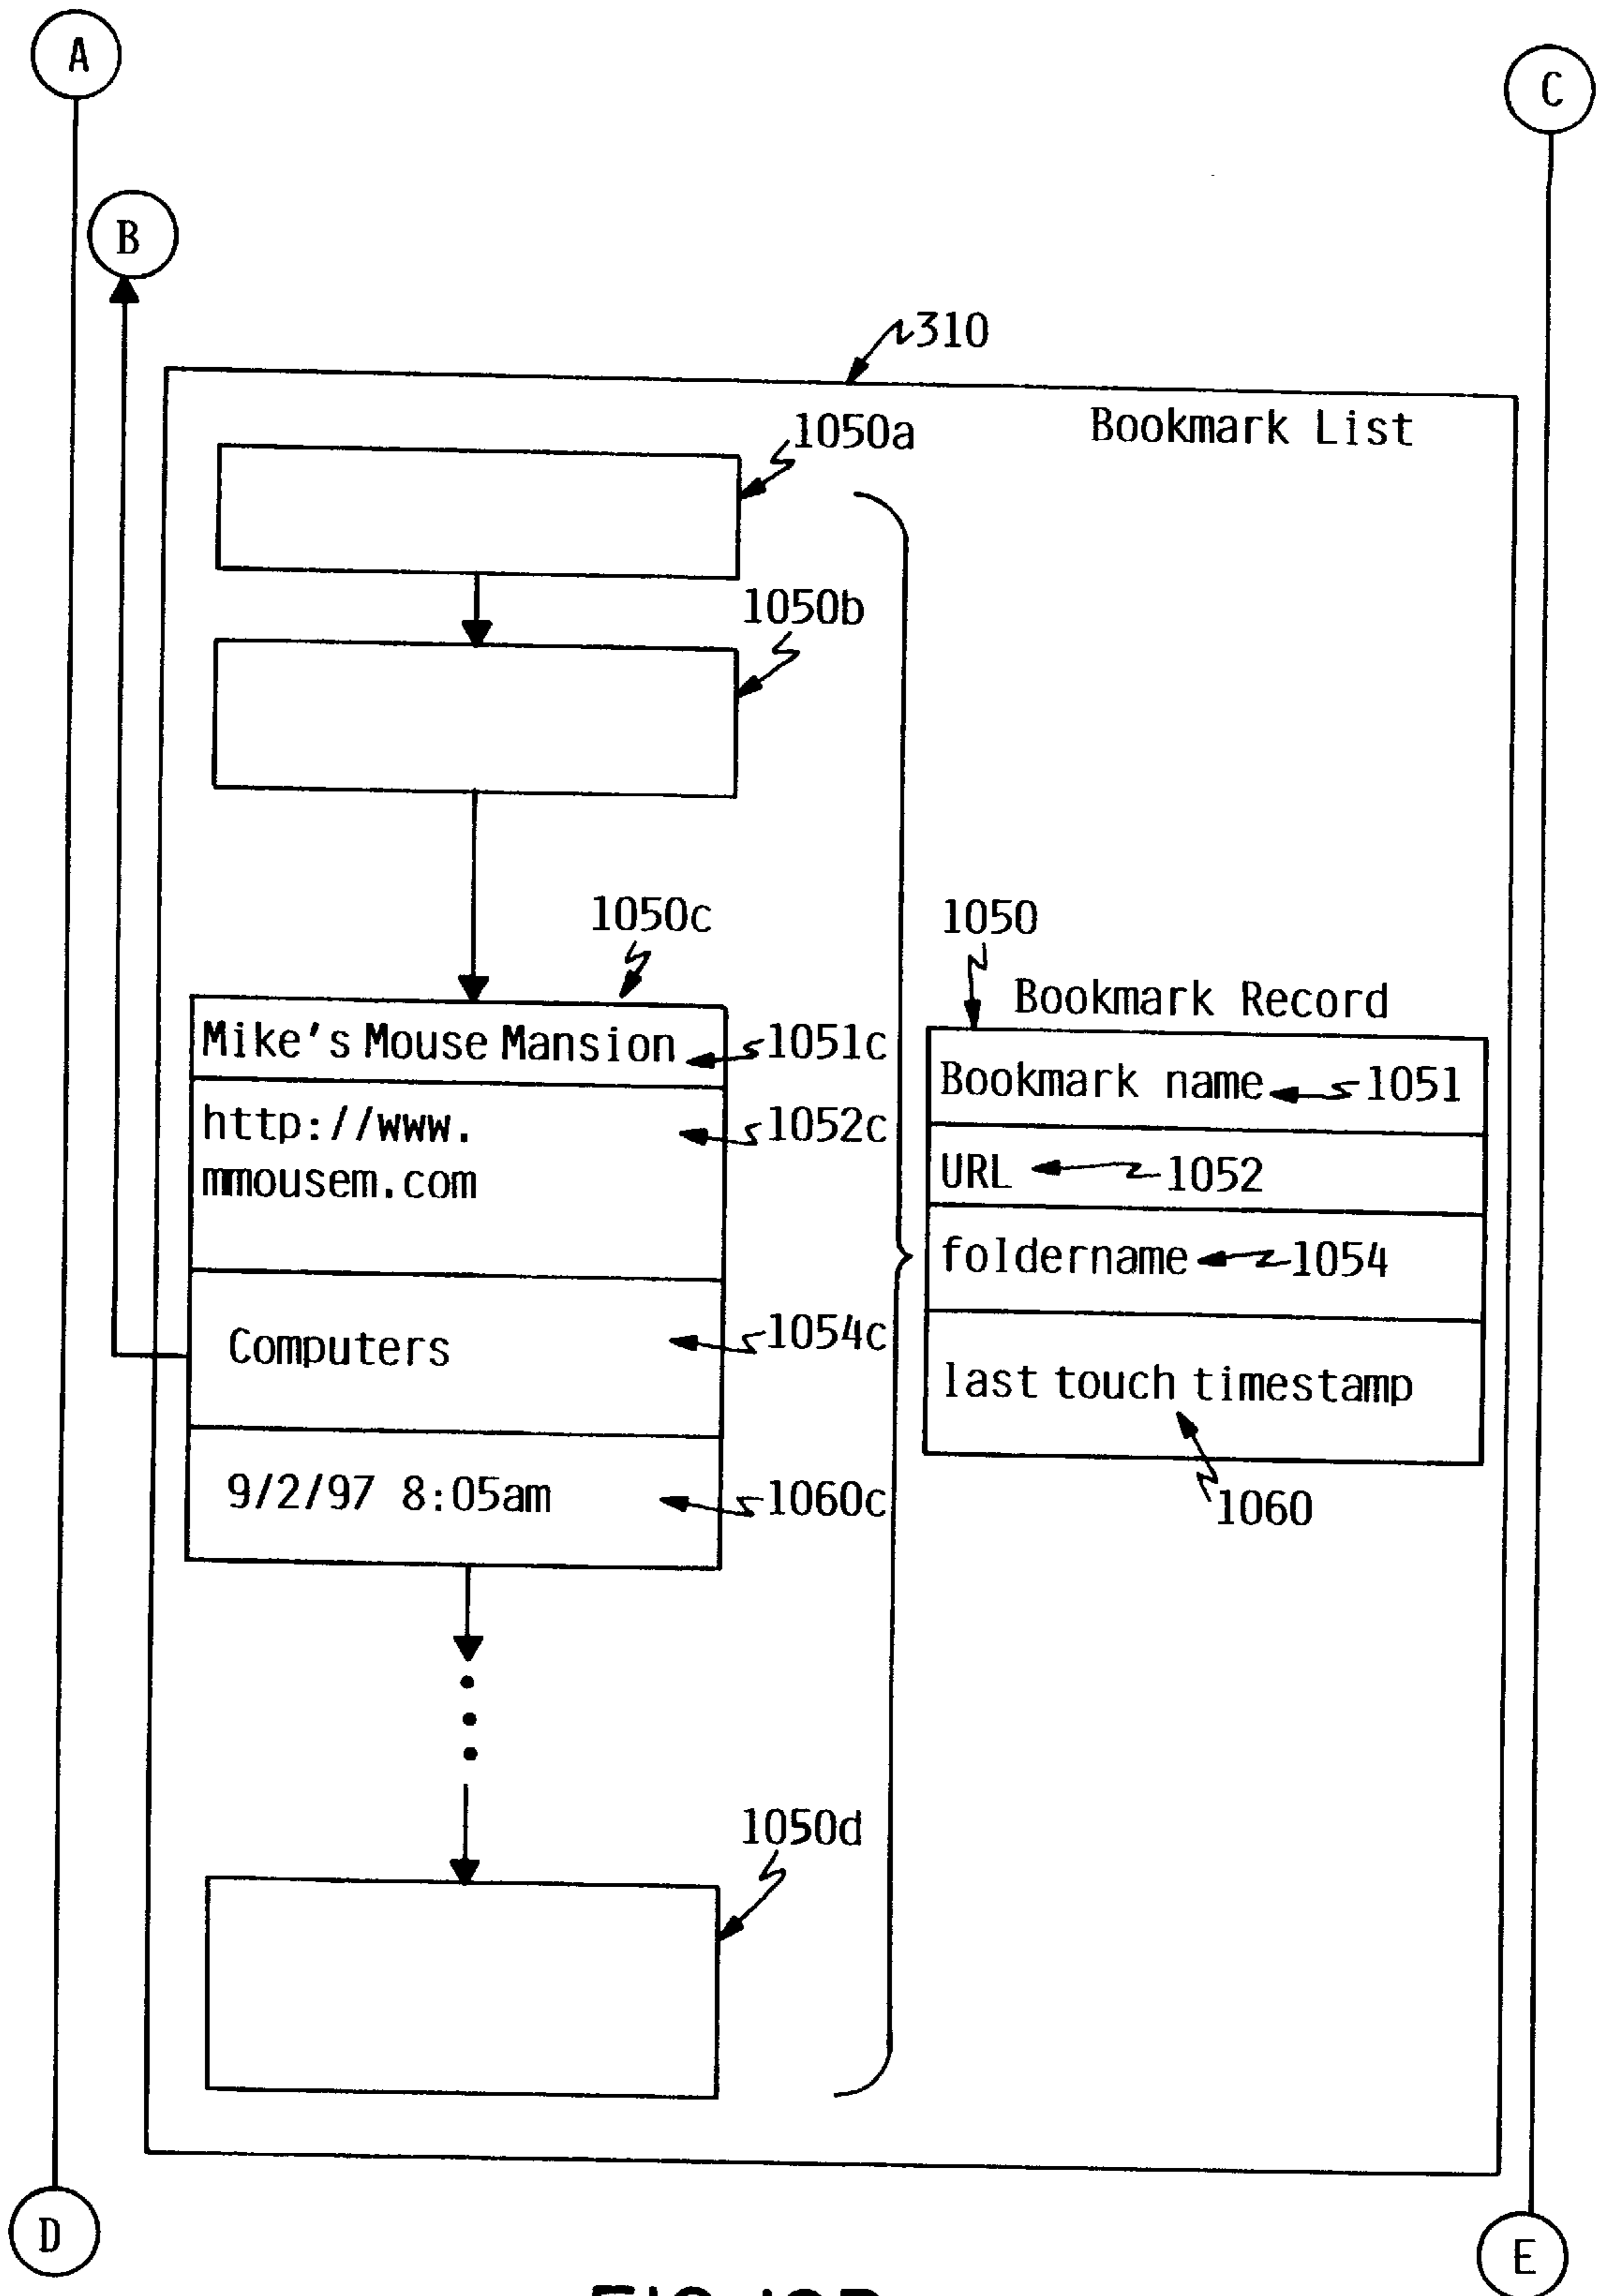 A
C
B
310
Bookmark List
1050a
1050b
1050c
1050
Bookmark Record
Mike's Mouse Mansion
1051c
Bookmark name
1051
http://www.
mmousem.com
1052c
URL
1052
foldername
1054
Computers
1054c
last touch timestamp
1060
9/2/97 8:05am
1060c
1050d
D
E